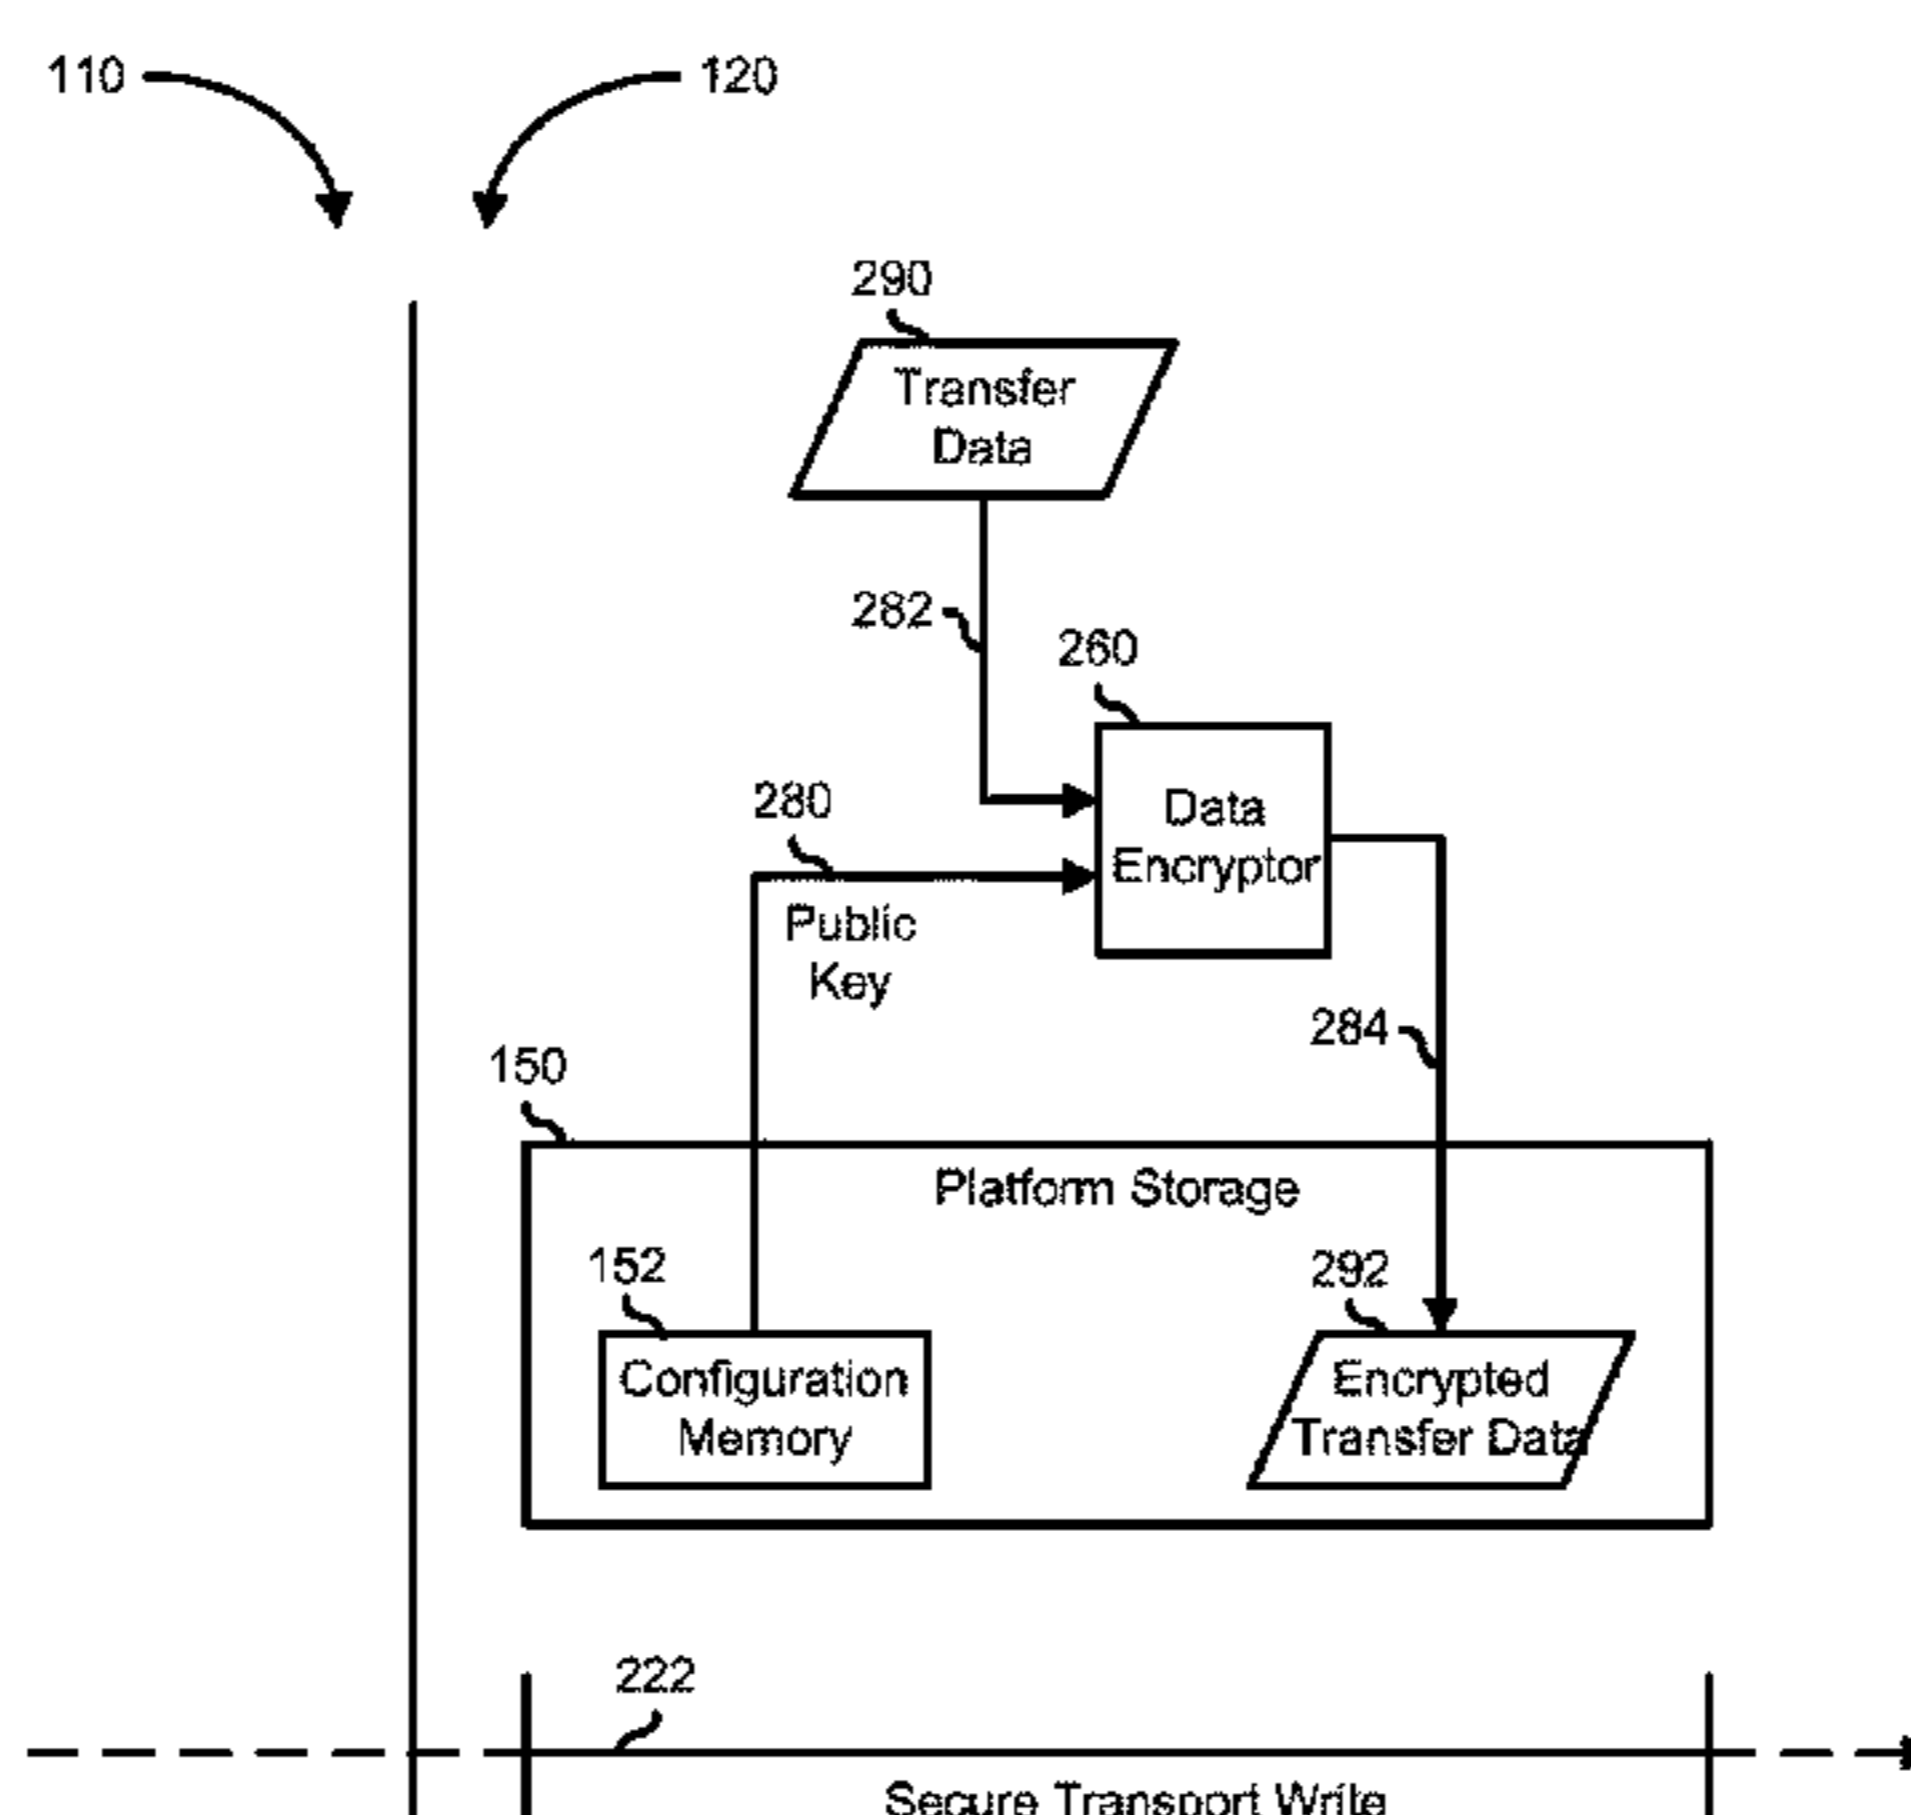 110
120
290
Transfer
Data
282
260
280
Data
Encryptor
Public
Key
284
150
Platform Storage
152
292
Configuration
Memory
Encrypted
Transfer Data
222
Secure Transport Write